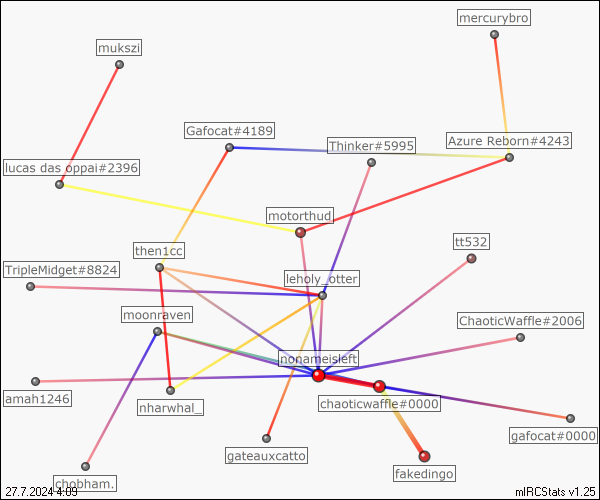 mercurybro
mukszi
Gafocat#4189
Azure Reborn#4243
Thinker#5995
lucas das oppai#2396
motorthud
tt532
then1cc
TripleMidget#8824
leholy_otter
moonraven
ChaoticWaffle#2006
nonameisleft
amah1246
nharwhal_
chaoticwaffle#0000
gafocat#0000
gateauxcatto
fakedingo
chobham.
27.7.2024 4:09
mIRCStats v1.25